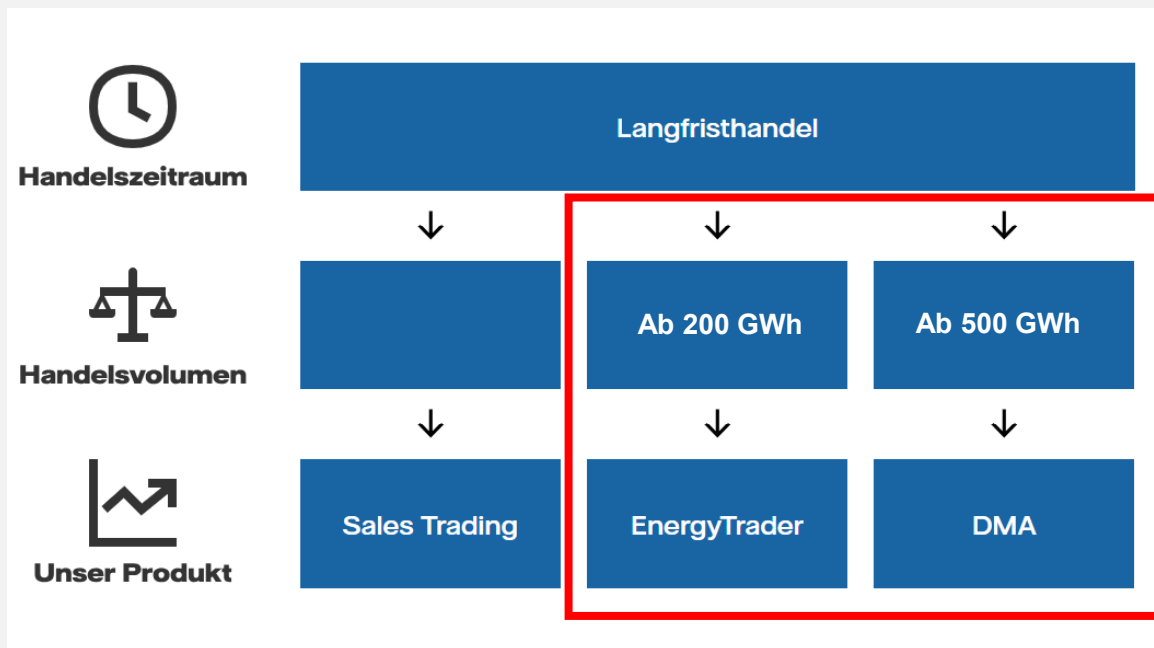 Langfristhandel
Handelszeitraum
Ab 200 GWh
Ab 500 GWh
Handelsvolumen
Sales Trading
EnergyTrader
DMA
Unser Produkt